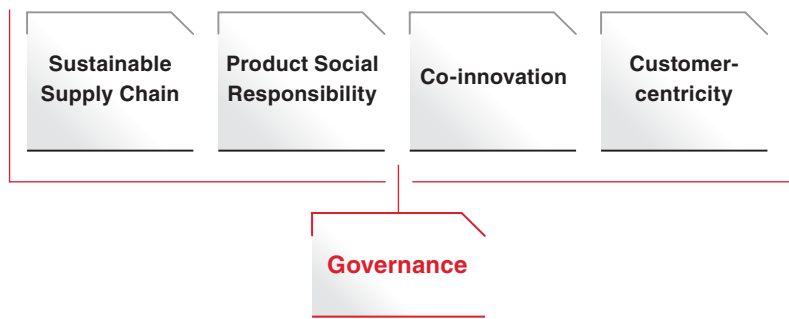 Sustainable
Supply Chain
Product Social
Responsibility
Co-innovation
Customer-
centricity
Governance